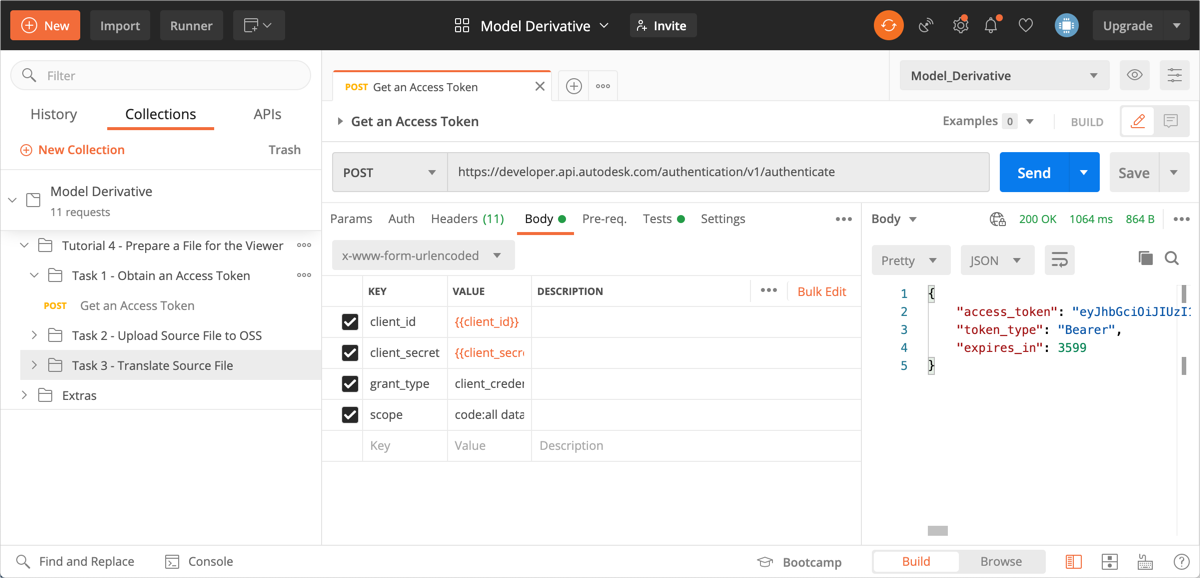 New
Import
Runner
Model Derivative
Invite
Upgrade
Filter
History
Collections
APIs
New Collection
Trash
Model Derivative
11 requests
Tutorial 4 - Prepare a File for the Viewer
Task 1 - Obtain an Access Token
POST Get an Access Token
Task 2 - Upload Source File to OSS
Task 3 - Translate Source File
Extras
POST Get an Access Token
Model_Derivative
Get an Access Token
Examples 0
BUILD
POST
https://developer.api.autodesk.com/authentication/v1/authenticate
Send
Save
Params Auth Headers (11) Body Pre-req. Tests Settings
x-www-form-urlencoded
KEY VALUE DESCRIPTION
Bulk Edit
client_id {{client_id}}
client_secret {{client_secr
grant_type client_creder
scope code:all data
Key Value Description
Body
200 OK 1064 ms 864 B
Pretty JSON
1 {
2 "access_token": "eyJhbGciOiJIUzI1
3 "token_type": "Bearer",
4 "expires_in": 3599
5 }
Find and Replace
Console
Bootcamp
Build
Browse